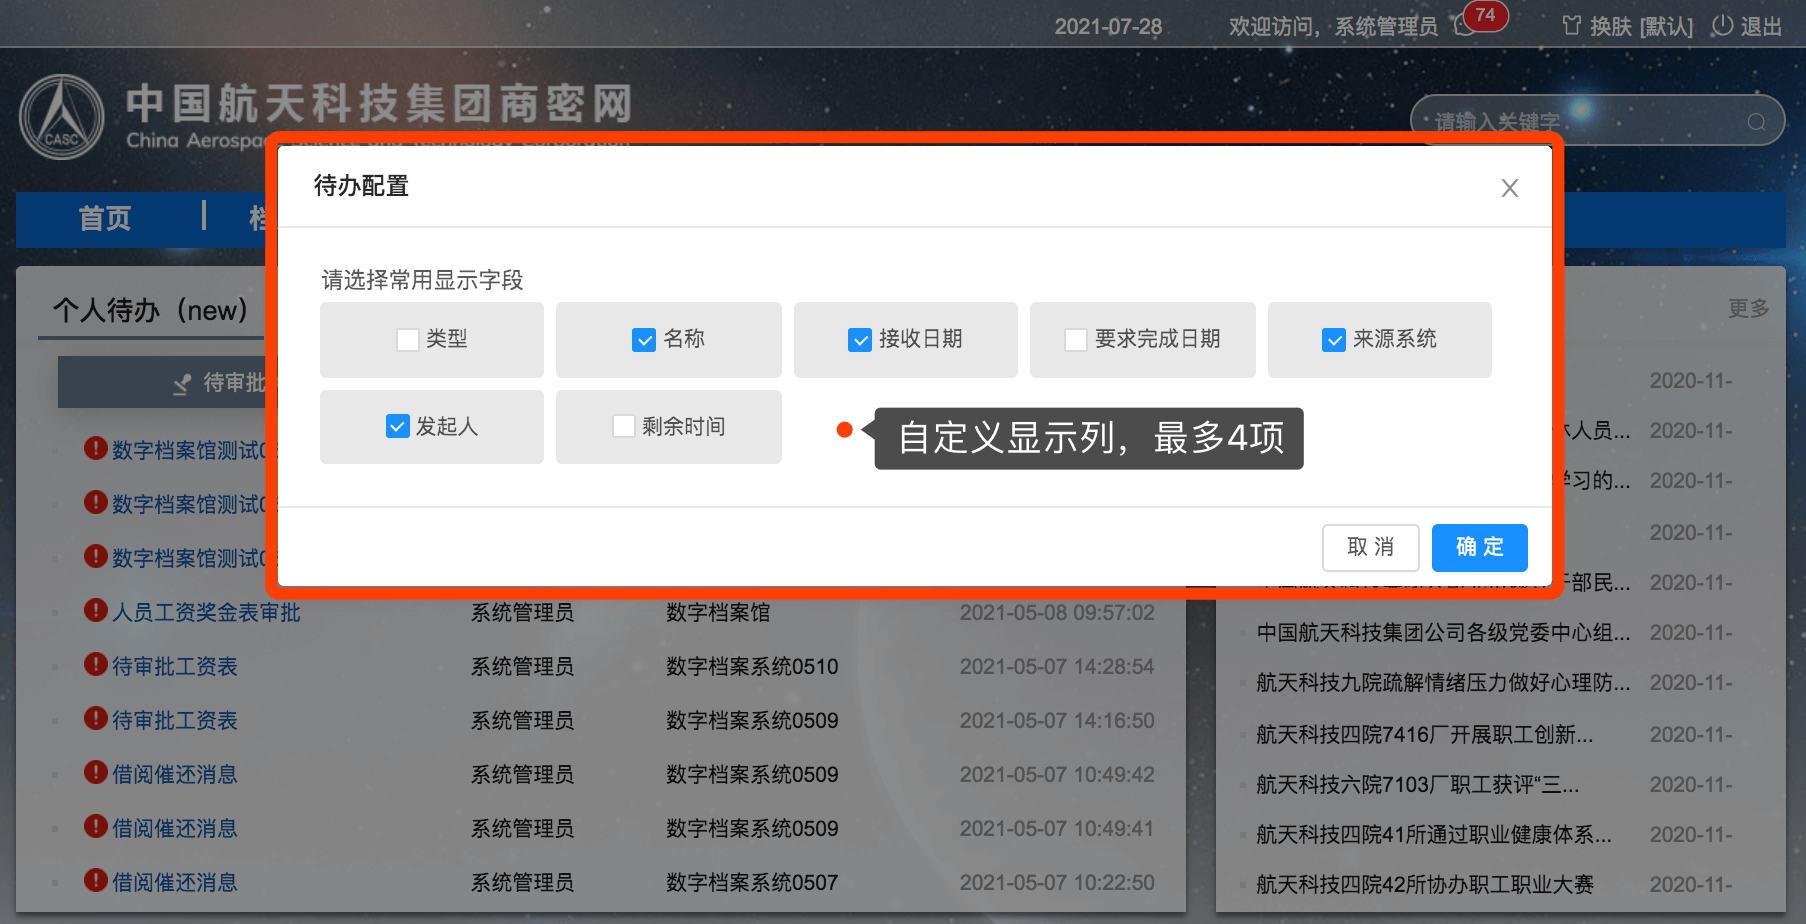 2021-07-28
欢迎访问，系统管理员
74
换肤 [默认]
退出
中国航天科技集团商密网
CASC
China Aerospace Science and Technology Corporation
请输入关键字
首页
待办配置
请选择常用显示字段
类型
名称
接收日期
要求完成日期
来源系统
发起人
剩余时间
自定义显示列，最多4项
取 消
确 定
个人待办（new）
更多
待审批
数字档案馆测试0
数字档案馆测试0
数字档案馆测试0
人员工资奖金表审批 系统管理员 数字档案馆 2021-05-08 09:57:02
待审批工资表 系统管理员 数字档案系统0510 2021-05-07 14:28:54
待审批工资表 系统管理员 数字档案系统0509 2021-05-07 14:16:50
借阅催还消息 系统管理员 数字档案系统0509 2021-05-07 10:49:42
借阅催还消息 系统管理员 数字档案系统0509 2021-05-07 10:49:41
借阅催还消息 系统管理员 数字档案系统0507 2021-05-07 10:22:50
2020-11-
人员... 2020-11-
学习的... 2020-11-
2020-11-
干部民... 2020-11-
中国航天科技集团公司各级党委中心组... 2020-11-
航天科技九院疏解情绪压力做好心理防... 2020-11-
航天科技四院7416厂开展职工创新... 2020-11-
航天科技六院7103厂职工获评“三... 2020-11-
航天科技四院41所通过职业健康体系... 2020-11-
航天科技四院42所协办职工职业大赛 2020-11-